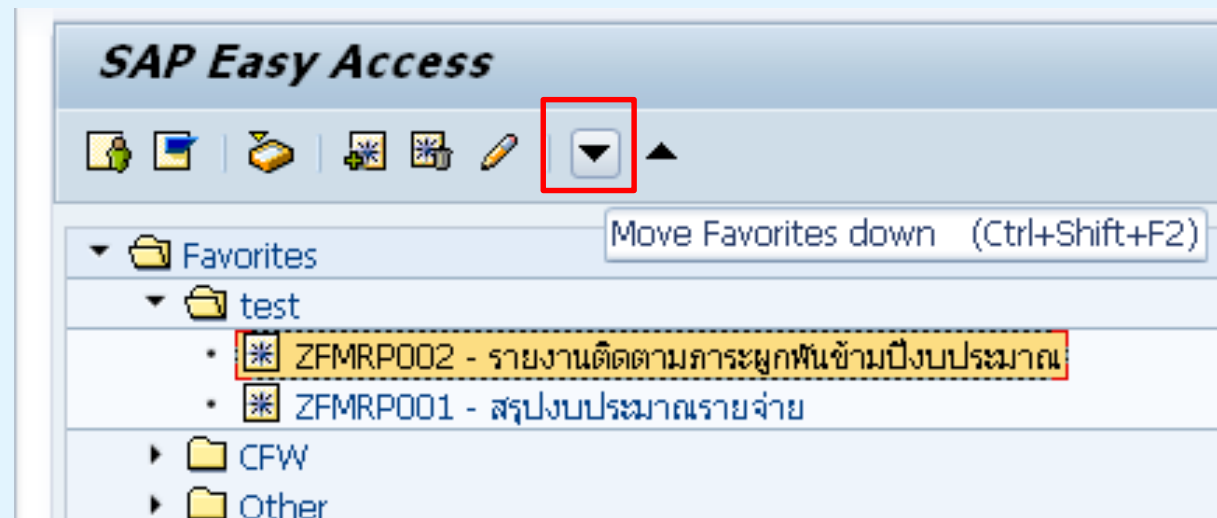 SAP Easy Access
Move Favorites down (Ctrl+Shift+F2)
Favorites
test
ZFMRP002 - รายงานติดตามภาระผูกพันข้ามปีงบประมาณ
ZFMRP001 - สรุปงบประมาณรายจ่าย
CFW
Other